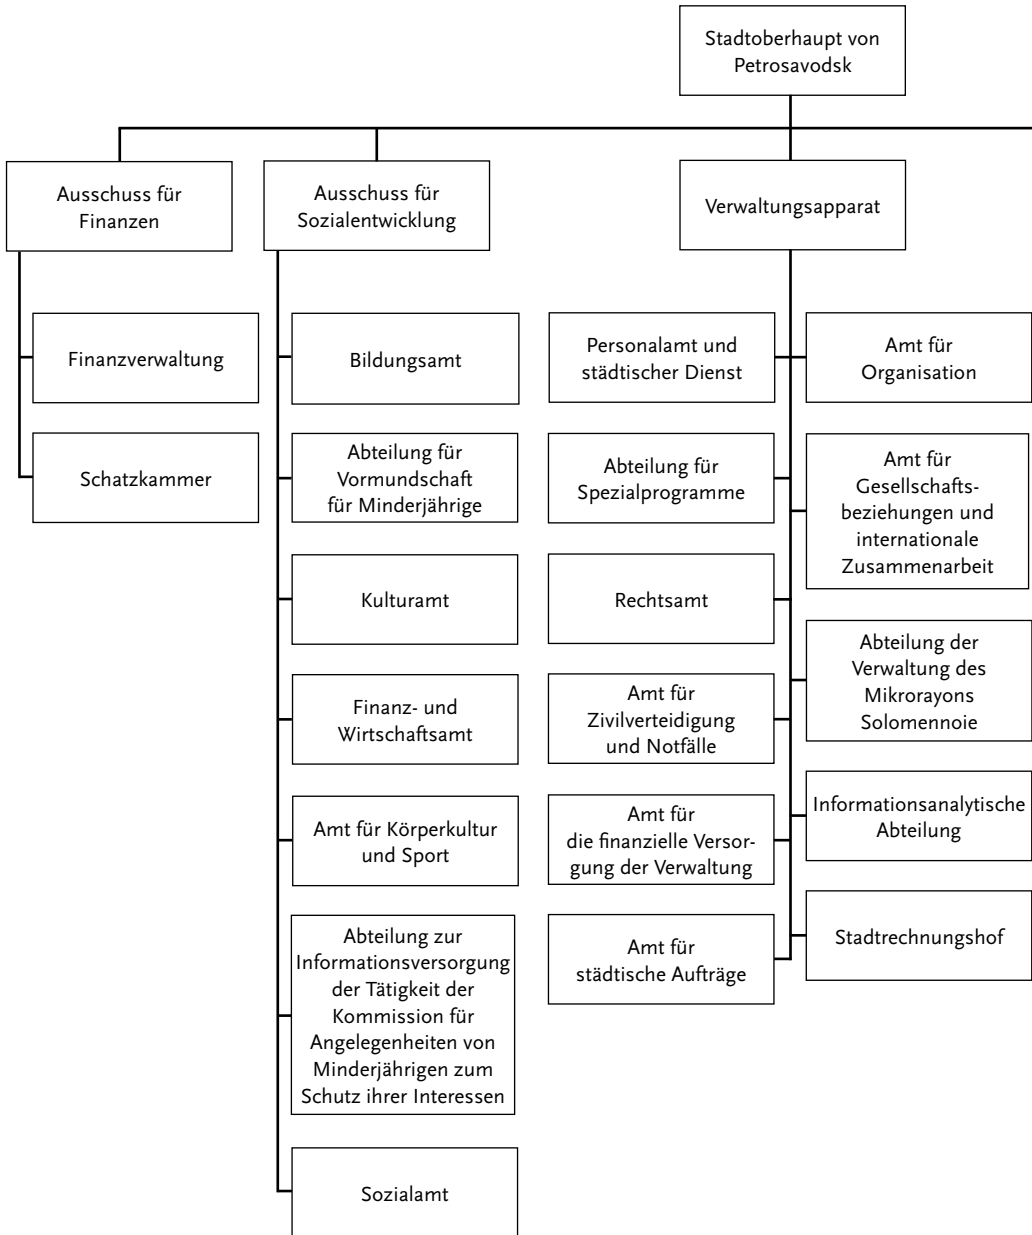 Stadtoberhaupt von
Petrosavodsk
Ausschuss für
Finanzen
Ausschuss für
Sozialentwicklung
Verwaltungsapparat
Finanzverwaltung
Schatzkammer
Bildungsamt
Abteilung für
Vormundschaft
für Minderjährige
Kulturamt
Finanz- und
Wirtschaftsamt
Amt für Körperkultur
und Sport
Abteilung zur
Informationsversorgung
der Tätigkeit der
Kommission für
Angelegenheiten von
Minderjährigen zum
Schutz ihrer Interessen
Sozialamt
Personalamt und
städtischer Dienst
Abteilung für
Spezialprogramme
Rechtsamt
Amt für
Zivilverteidigung
und Notfälle
Amt für
die finanzielle Versor-
gung der Verwaltung
Amt für
städtische Aufträge
Amt für
Organisation
Amt für
Gesellschafts-
beziehungen und
internationale
Zusammenarbeit
Abteilung der
Verwaltung des
Mikrorayons
Solomennoie
Informationsanalytische
Abteilung
Stadtrechnungshof